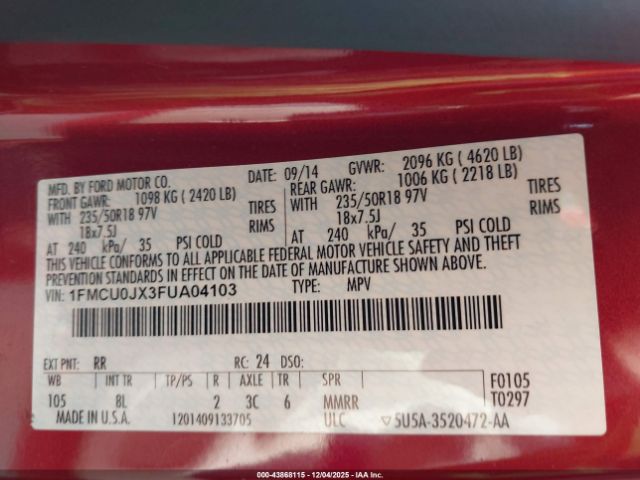 MFD. BY FORD MOTOR CO. DATE: 09/14 GVWR: 2096 KG ( 4620 LB)
FRONT GAWR: 1098 KG ( 2420 LB) REAR GAWR: 1006 KG ( 2218 LB)
WITH 235/50R18 97V TIRES WITH 235/50R18 97V TIRES
18x7.5J RIMS 18x7.5J RIMS
AT 240 kPa/ 35 PSI COLD AT 240 kPa/ 35 PSI COLD
THIS VEHICLE CONFORMS TO ALL APPLICABLE FEDERAL MOTOR VEHICLE SAFETY AND THEFT
PREVENTION STANDARDS IN EFFECT ON THE DATE OF MANUFACTURE SHOWN ABOVE.
VIN: 1FMCU0JX3FUA04103 TYPE: MPV
EXT PNT: RR RC: 24 DSO:
WB INT TR TP/PS R AXLE TR SPR F0105
105 8L 2 3C 6 MMRR T0297
MADE IN U.S.A. 1201409133705 ULC ▽5U5A-3520472-AA
000-43868115 - 12/04/2025 - IAA Inc.